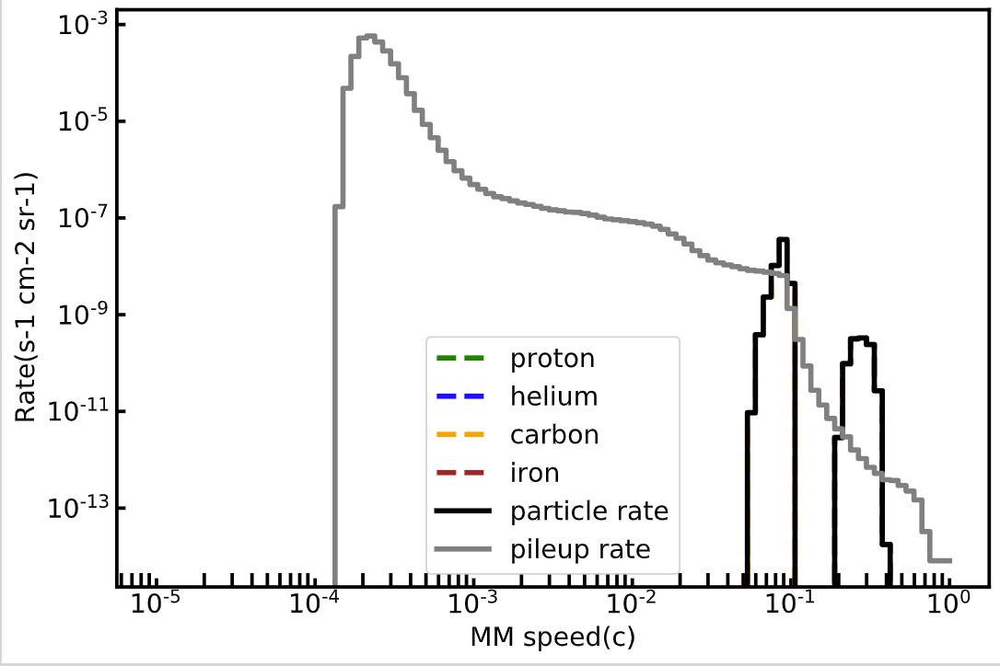 10⁻³
10⁻⁵
10⁻⁷
10⁻⁹
10⁻¹¹
10⁻¹³
Rate(s-1 cm-2 sr-1)
proton
helium
carbon
iron
particle rate
pileup rate
10⁻⁵ 10⁻⁴ 10⁻³ 10⁻² 10⁻¹ 10⁰
MM speed(c)